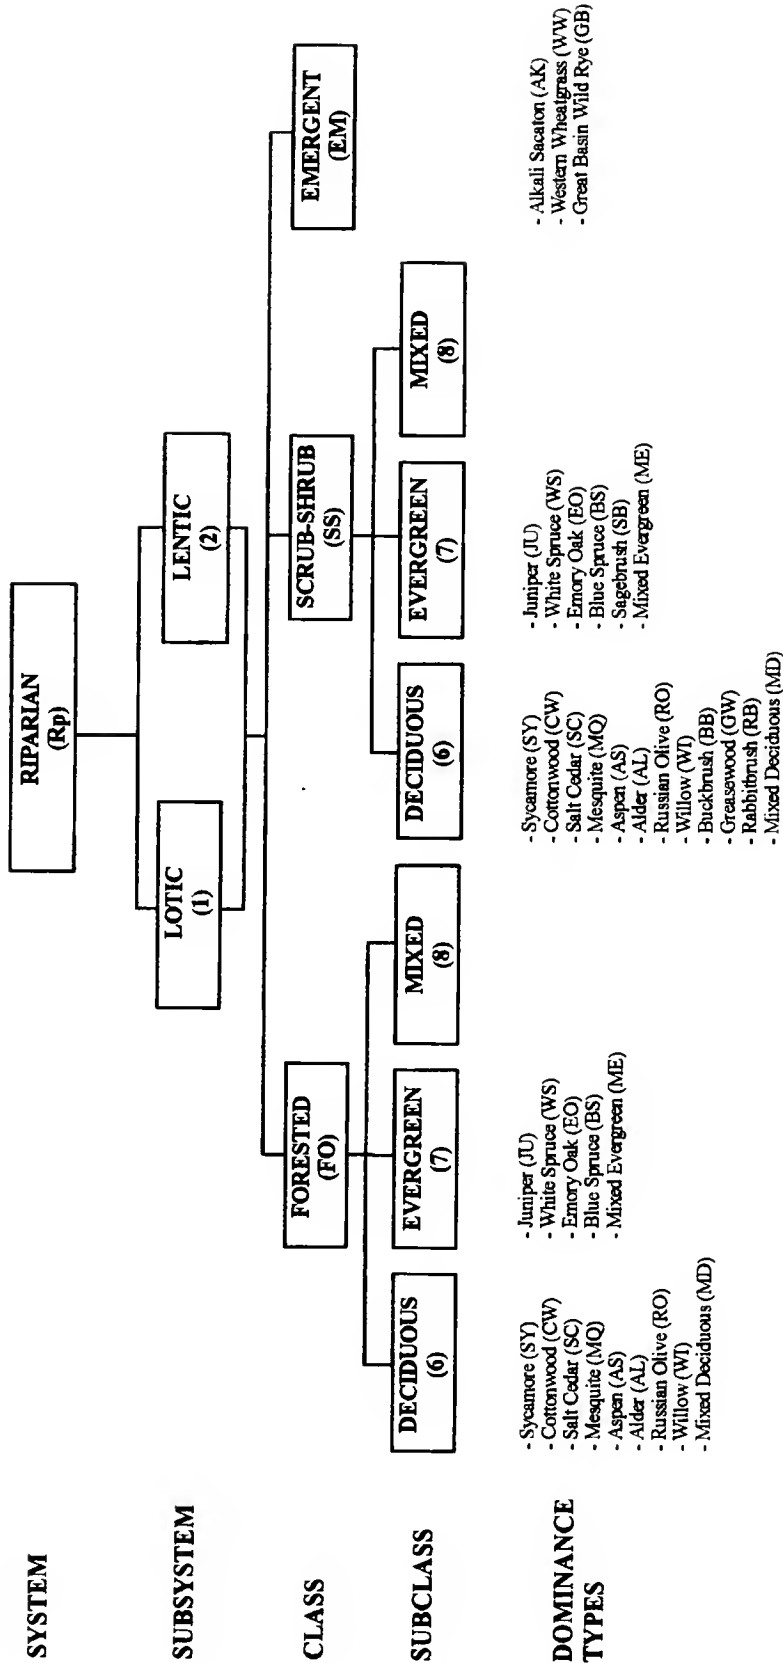 SYSTEM
RIPARIAN
(Rp)
SUBSYSTEM
LOTIC
(1)
LENTIC
(2)
CLASS
FORESTED
(FO)
SCRUB-SHRUB
(SS)
EMERGENT
(EM)
SUBCLASS
DECIDUOUS
(6)
EVERGREEN
(7)
MIXED
(8)
DECIDUOUS
(6)
EVERGREEN
(7)
MIXED
(8)
DOMINANCE
TYPES
- Sycamore (SY)
- Cottonwood (CW)
- Salt Cedar (SC)
- Mesquite (MQ)
- Aspen (AS)
- Alder (AL)
- Russian Olive (RO)
- Willow (WI)
- Mixed Deciduous (MD)
- Juniper (JU)
- White Spruce (WS)
- Emory Oak (EO)
- Blue Spruce (BS)
- Mixed Evergreen (ME)
- Sycamore (SY)
- Cottonwood (CW)
- Salt Cedar (SC)
- Mesquite (MQ)
- Aspen (AS)
- Alder (AL)
- Russian Olive (RO)
- Willow (WI)
- Buckbrush (BB)
- Greasewood (GW)
- Rabbitbrush (RB)
- Mixed Deciduous (MD)
- Juniper (JU)
- White Spruce (WS)
- Emory Oak (EO)
- Blue Spruce (BS)
- Sagebrush (SB)
- Mixed Evergreen (ME)
- Alkali Sacaton (AK)
- Western Wheatgrass (WW)
- Great Basin Wild Rye (GB)